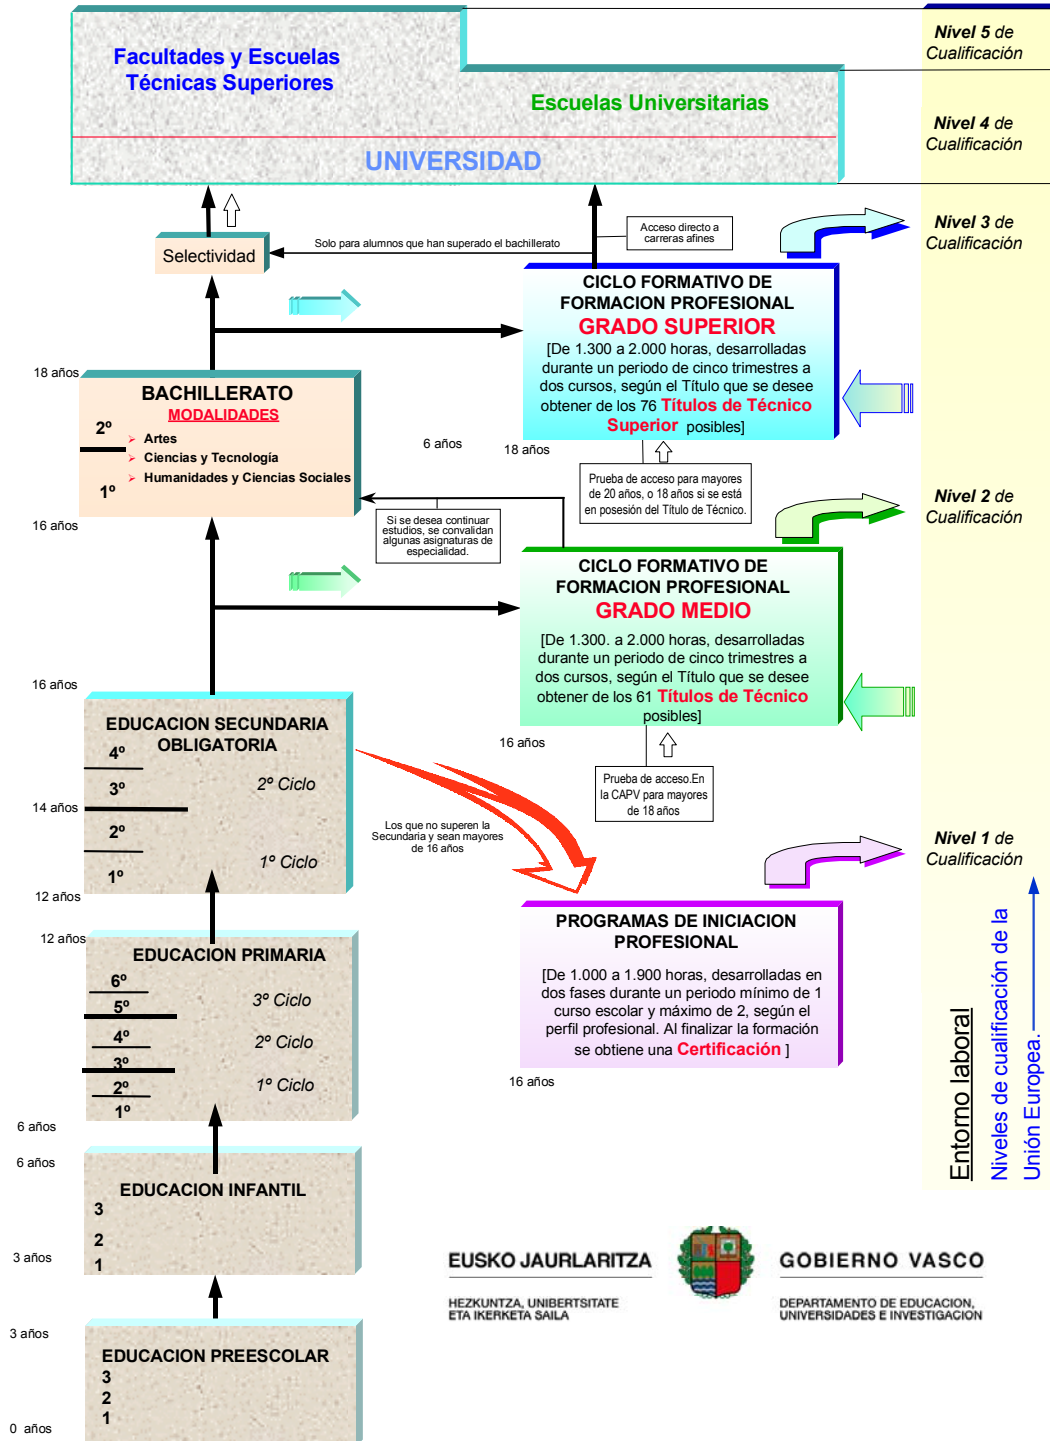 Facultades y Escuelas
Técnicas Superiores
Escuelas Universitarias
UNIVERSIDAD
Nivel 5 de
Cualificación
Nivel 4 de
Cualificación
Nivel 3 de
Cualificación
Selectividad
Solo para alumnos que han superado el bachillerato
Acceso directo a
carreras afines
CICLO FORMATIVO DE
FORMACION PROFESIONAL
GRADO SUPERIOR
[De 1.300 a 2.000 horas, desarrolladas
durante un periodo de cinco trimestres a
dos cursos, según el Título que se desee
obtener de los 76 Títulos de Técnico
Superior posibles]
18 años
BACHILLERATO
MODALIDADES
2º
Artes
Ciencias y Tecnología
Humanidades y Ciencias Sociales
1º
16 años
6 años
18 años
Prueba de acceso para mayores
de 20 años, o 18 años si se está
en posesión del Título de Técnico.
Nivel 2 de
Cualificación
Si se desea continuar
estudios, se convalidan
algunas asignaturas de
especialidad.
CICLO FORMATIVO DE
FORMACION PROFESIONAL
GRADO MEDIO
[De 1.300. a 2.000 horas, desarrolladas
durante un periodo de cinco trimestres a
dos cursos, según el Título que se desee
obtener de los 61 Títulos de Técnico
posibles]
16 años
16 años
Prueba de acceso.En
la CAPV para mayores
de 18 años
EDUCACION SECUNDARIA
OBLIGATORIA
4º
3º
2º Ciclo
14 años
2º
1º Ciclo
1º
12 años
Los que no superen la
Secundaria y sean mayores
de 16 años
Nivel 1 de
Cualificación
PROGRAMAS DE INICIACION
PROFESIONAL
[De 1.000 a 1.900 horas, desarrolladas en
dos fases durante un periodo mínimo de 1
curso escolar y máximo de 2, según el
perfil profesional. Al finalizar la formación
se obtiene una Certificación ]
16 años
12 años
EDUCACION PRIMARIA
6º
5º
3º Ciclo
4º
2º Ciclo
3º
2º
1º Ciclo
1º
6 años
Entorno laboral
Niveles de cualificación de la
Unión Europea.
6 años
EDUCACION INFANTIL
3
2
1
3 años
3 años
EDUCACION PREESCOLAR
3
2
1
0 años
EUSKO JAURLARITZA
HEZKUNTZA, UNIBERTSITATE
ETA IKERKETA SAILA
GOBIERNO VASCO
DEPARTAMENTO DE EDUCACION,
UNIVERSIDADES E INVESTIGACION